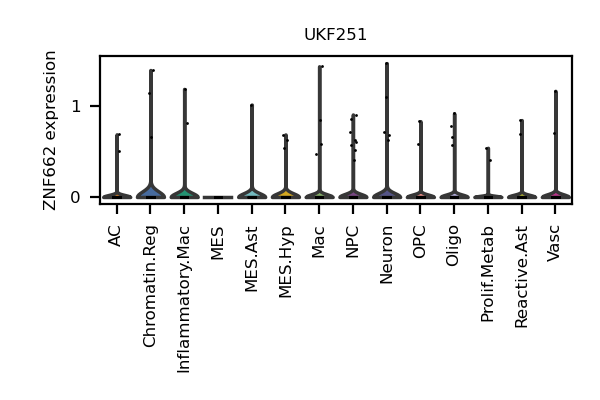 UKF251
ZNF662 expression
1
0
AC
Chromatin.Reg
Inflammatory.Mac
MES
MES.Ast
MES.Hyp
Mac
NPC
Neuron
OPC
Oligo
Prolif.Metab
Reactive.Ast
Vasc